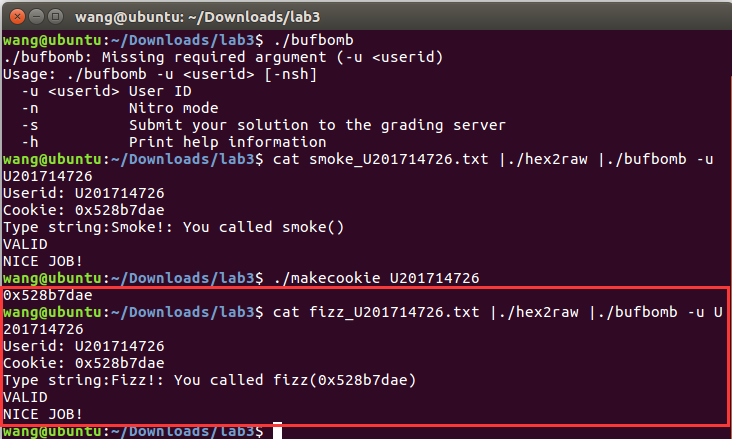 wang@ubuntu: ~/Downloads/lab3
wang@ubuntu:~/Downloads/lab3$ ./bufbomb
./bufbomb: Missing required argument (-u <userid)
Usage: ./bufbomb -u <userid> [-nsh]
  -u <userid> User ID
  -n          Nitro mode
  -s          Submit your solution to the grading server
  -h          Print help information
wang@ubuntu:~/Downloads/lab3$ cat smoke_U201714726.txt |./hex2raw |./bufbomb -u
U201714726
Userid: U201714726
Cookie: 0x528b7dae
Type string:Smoke!: You called smoke()
VALID
NICE JOB!
wang@ubuntu:~/Downloads/lab3$ ./makecookie U201714726
0x528b7dae
wang@ubuntu:~/Downloads/lab3$ cat fizz_U201714726.txt |./hex2raw |./bufbomb -u U
201714726
Userid: U201714726
Cookie: 0x528b7dae
Type string:Fizz!: You called fizz(0x528b7dae)
VALID
NICE JOB!
wang@ubuntu:~/Downloads/lab3$